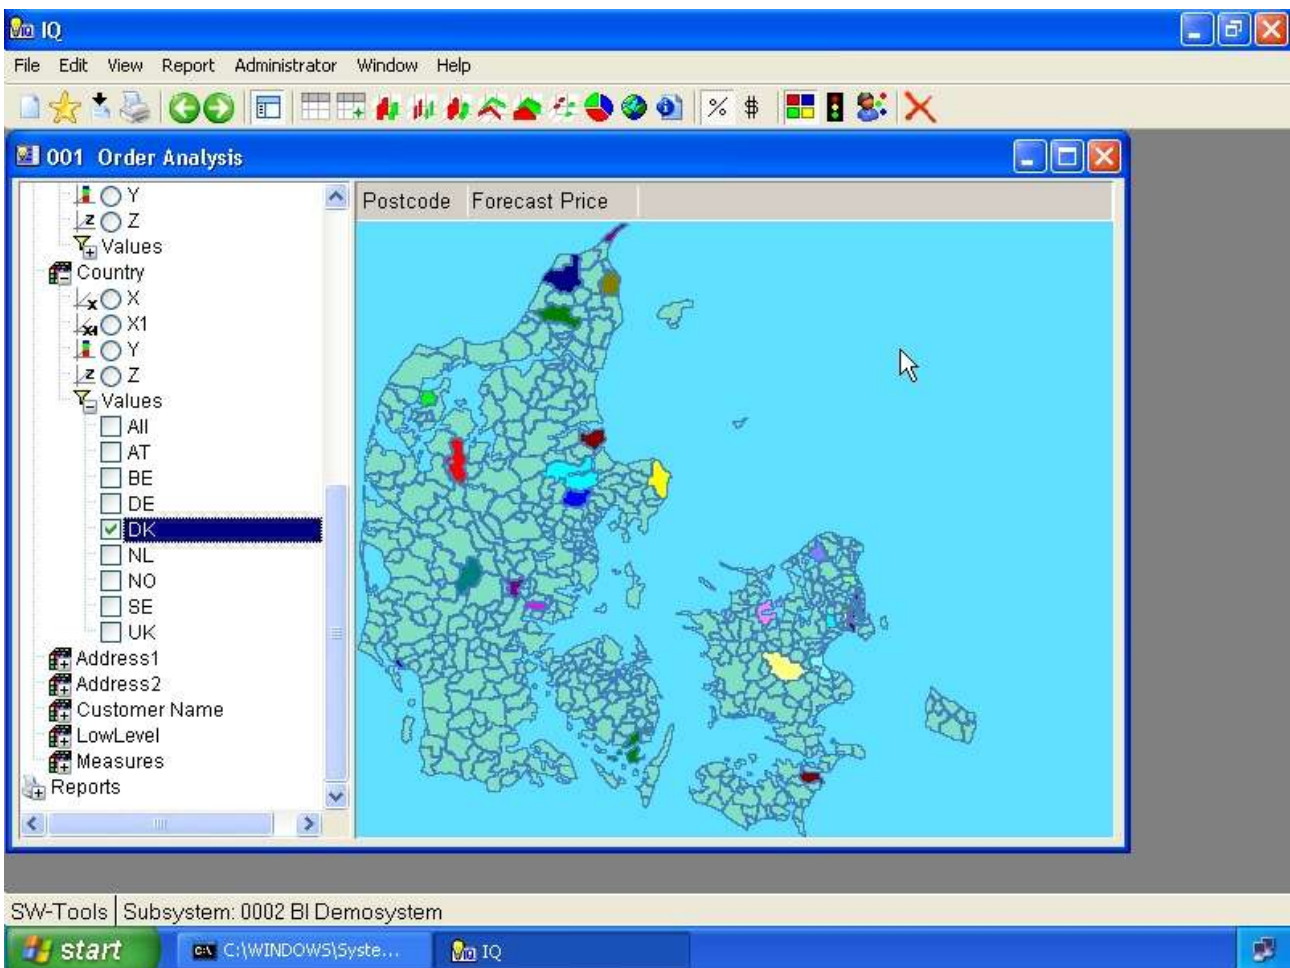 IQ
File Edit View Report Administrator Window Help
% $
001 Order Analysis
Y
Z
Values
Country
X
X1
Y
Z
Values
All
AT
BE
DE
DK
NL
NO
SE
UK
Address1
Address2
Customer Name
LowLevel
Measures
Reports
Postcode Forecast Price
SW-Tools Subsystem: 0002 BI Demosystem
start C:\WINDOWS\Syste... IQ